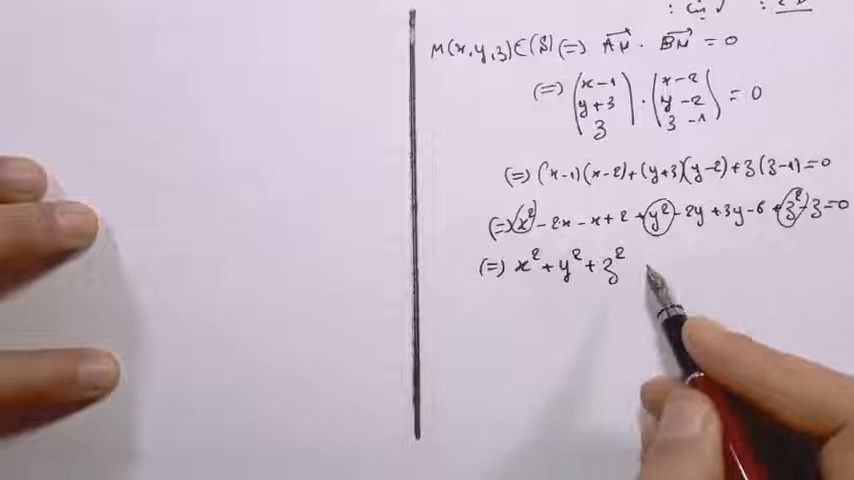 M(x,y,z)∈(S) (=) AM⃗ · BM⃗ = 0
(=) (x-1, y+3, z) · (x-2, y-2, z-1) = 0
(=) (x-1)(x-2)+(y+3)(y-2)+z(z-1)=0
(=) x²-2x-x+2+y²-2y+3y-6+z²-z=0
(=) x²+y²+z²